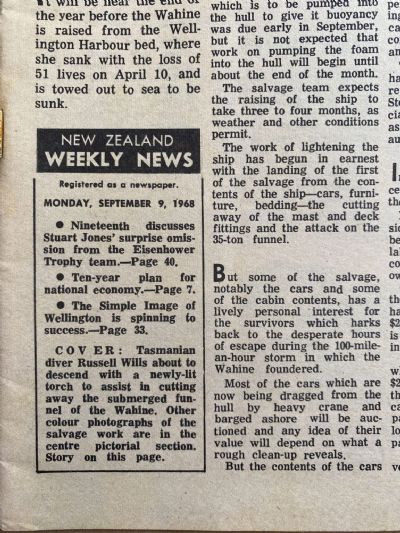 It will be near the end of
the year before the Wahine
is raised from the Well-
ington Harbour bed, where
she sank with the loss of
51 lives on April 10, and
is towed out to sea to be
sunk.
NEW ZEALAND
WEEKLY NEWS
Registered as a newspaper.
MONDAY, SEPTEMBER 9, 1968
● Nineteenth discusses
Stuart Jones' surprise omis-
sion from the Eisenhower
Trophy team.—Page 40.
● Ten-year plan for
national economy.—Page 7.
● The Simple Image of
Wellington is spinning to
success.—Page 33.
COVER: Tasmanian
diver Russell Wills about to
descend with a newly-lit
torch to assist in cutting
away the submerged fun-
nel of the Wahine. Other
colour photographs of the
salvage work are in the
centre pictorial section.
Story on this page.
which is to be pumped into
the hull to give it buoyancy
was due early in September,
but it is not expected that
work on pumping the foam
into the hull will begin until
about the end of the month.
The salvage team expects
the raising of the ship to
take three to four months, as
weather and other conditions
permit.
The work of lightening the
ship has begun in earnest
with the landing of the first
of the salvage from the con-
tents of the ship—cars, furni-
ture, bedding—the cutting
away of the mast and deck
fittings and the attack on the
35-ton funnel.
But some of the salvage,
notably the cars and some
of the cabin contents, has a
lively personal interest for
the survivors which harks
back to the desperate hours
of escape during the 100-mile-
an-hour storm in which the
Wahine foundered.
Most of the cars which are
now being dragged from the
hull by heavy crane and
barged ashore will be auc-
tioned and any idea of their
value will depend on what a
rough clean-up reveals.
But the contents of the cars